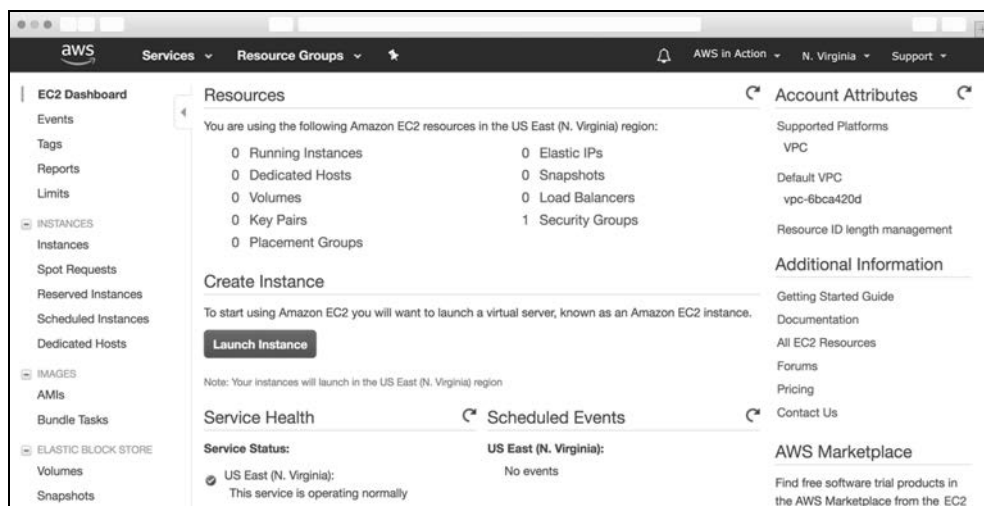 aws
Services
Resource Groups
AWS in Action
N. Virginia
Support
EC2 Dashboard
Events
Tags
Reports
Limits
INSTANCES
Instances
Spot Requests
Reserved Instances
Scheduled Instances
Dedicated Hosts
IMAGES
AMIs
Bundle Tasks
ELASTIC BLOCK STORE
Volumes
Snapshots
Resources
You are using the following Amazon EC2 resources in the US East (N. Virginia) region:
0 Running Instances
0 Dedicated Hosts
0 Volumes
0 Key Pairs
0 Placement Groups
0 Elastic IPs
0 Snapshots
0 Load Balancers
1 Security Groups
Create Instance
To start using Amazon EC2 you will want to launch a virtual server, known as an Amazon EC2 instance.
Launch Instance
Note: Your instances will launch in the US East (N. Virginia) region
Service Health
Service Status:
US East (N. Virginia):
This service is operating normally
Scheduled Events
US East (N. Virginia):
No events
Account Attributes
Supported Platforms
VPC
Default VPC
vpc-6bca420d
Resource ID length management
Additional Information
Getting Started Guide
Documentation
All EC2 Resources
Forums
Pricing
Contact Us
AWS Marketplace
Find free software trial products in
the AWS Marketplace from the EC2